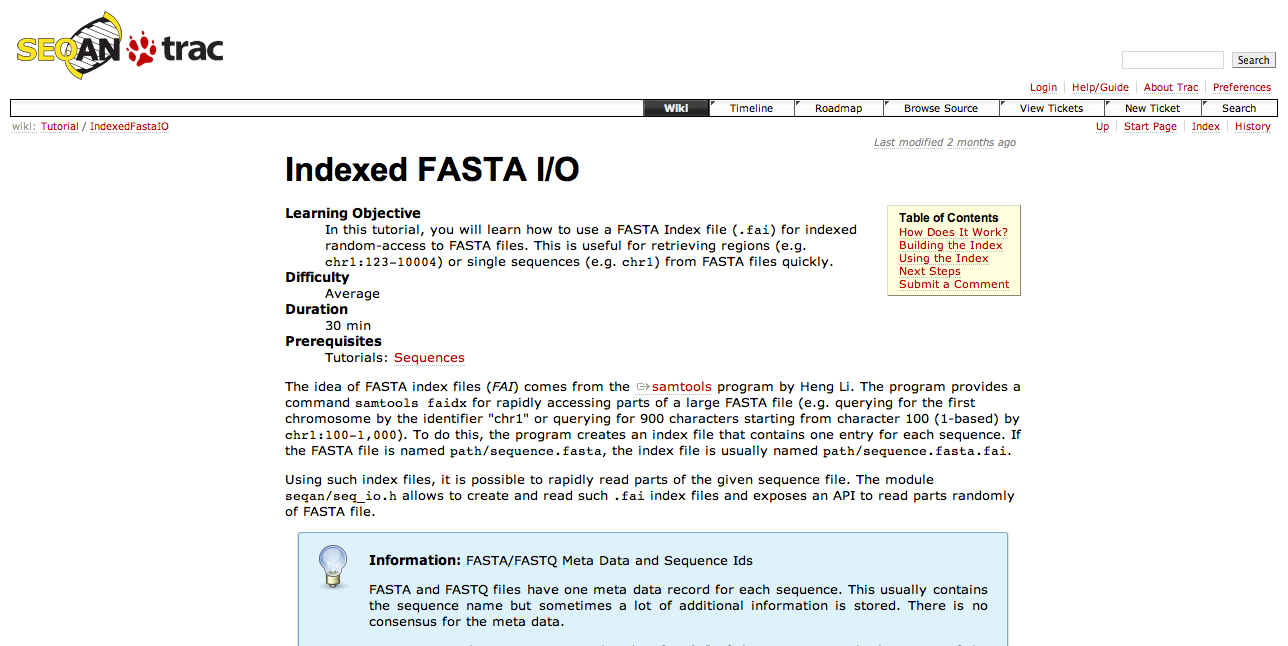 SEQAN trac
Search
Login Help/Guide About Trac Preferences
Wiki Timeline Roadmap Browse Source View Tickets New Ticket Search
wiki: Tutorial / IndexedFastaIO
Up Start Page Index History
Last modified 2 months ago
Indexed FASTA I/O
Learning Objective
In this tutorial, you will learn how to use a FASTA Index file (.fai) for indexed
random-access to FASTA files. This is useful for retrieving regions (e.g.
chr1:123-10004) or single sequences (e.g. chr1) from FASTA files quickly.
Difficulty
Average
Duration
30 min
Prerequisites
Tutorials: Sequences
Table of Contents
How Does It Work?
Building the Index
Using the Index
Next Steps
Submit a Comment
The idea of FASTA index files (FAI) comes from the samtools program by Heng Li. The program provides a
command samtools faidx for rapidly accessing parts of a large FASTA file (e.g. querying for the first
chromosome by the identifier "chr1" or querying for 900 characters starting from character 100 (1-based) by
chr1:100-1,000). To do this, the program creates an index file that contains one entry for each sequence. If
the FASTA file is named path/sequence.fasta, the index file is usually named path/sequence.fasta.fai.
Using such index files, it is possible to rapidly read parts of the given sequence file. The module
seqan/seq_io.h allows to create and read such .fai index files and exposes an API to read parts randomly
of FASTA file.
Information: FASTA/FASTQ Meta Data and Sequence Ids
FASTA and FASTQ files have one meta data record for each sequence. This usually contains
the sequence name but sometimes a lot of additional information is stored. There is no
consensus for the meta data.